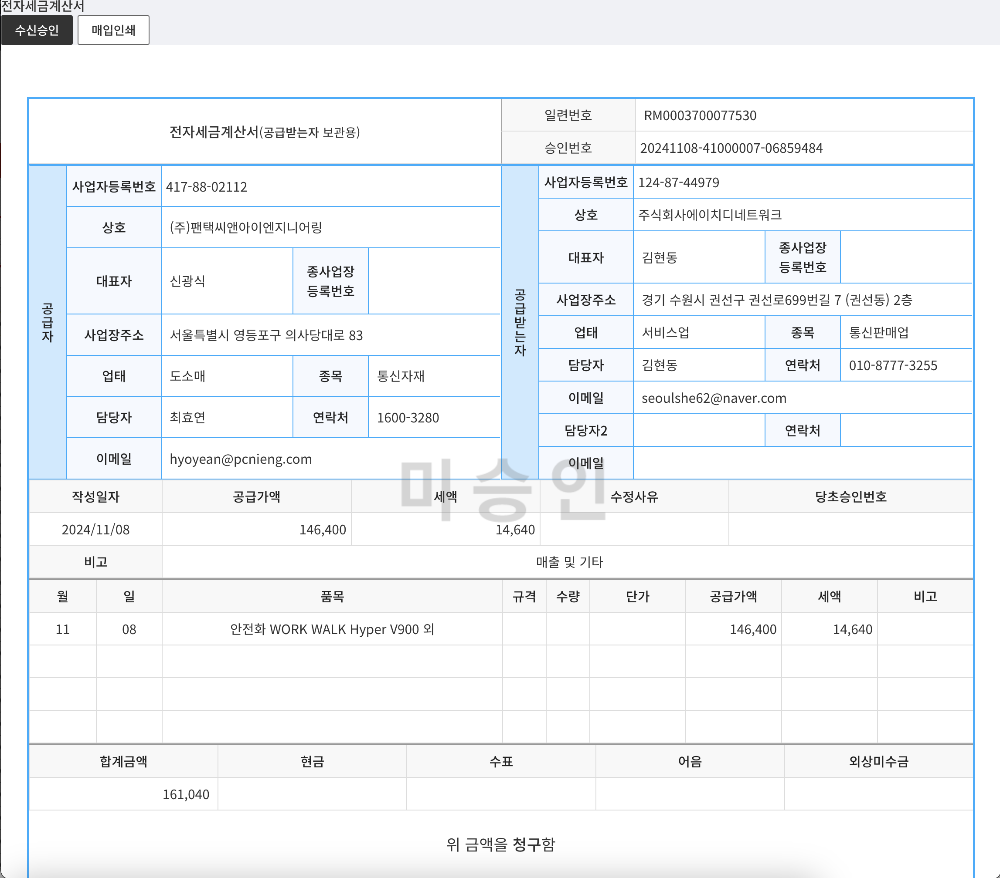 전자세금계산서
수신승인 매입인쇄
전자세금계산서(공급받는자 보관용)
일련번호 RM0003700077530
승인번호 20241108-41000007-06859484
공급자
사업자등록번호 417-88-02112
상호 (주)팬택씨앤아이엔지니어링
대표자 신광식 종사업장
등록번호
사업장주소 서울특별시 영등포구 의사당대로 83
업태 도소매 종목 통신자재
담당자 최효연 연락처 1600-3280
이메일 hyoyean@pcnieng.com
공급받는자
사업자등록번호 124-87-44979
상호 주식회사에이치디네트워크
대표자 김현동 종사업장
등록번호
사업장주소 경기 수원시 권선구 권선로699번길 7 (권선동) 2층
업태 서비스업 종목 통신판매업
담당자 김현동 연락처 010-8777-3255
이메일 seoulshe62@naver.com
담당자2 연락처
이메일
미승인
작성일자 공급가액 세액 수정사유 당초승인번호
2024/11/08 146,400 14,640
비고 매출 및 기타
월 일 품목 규격 수량 단가 공급가액 세액 비고
11 08 안전화 WORK WALK Hyper V900 외 146,400 14,640
합계금액 현금 수표 어음 외상미수금
161,040
위 금액을 청구함